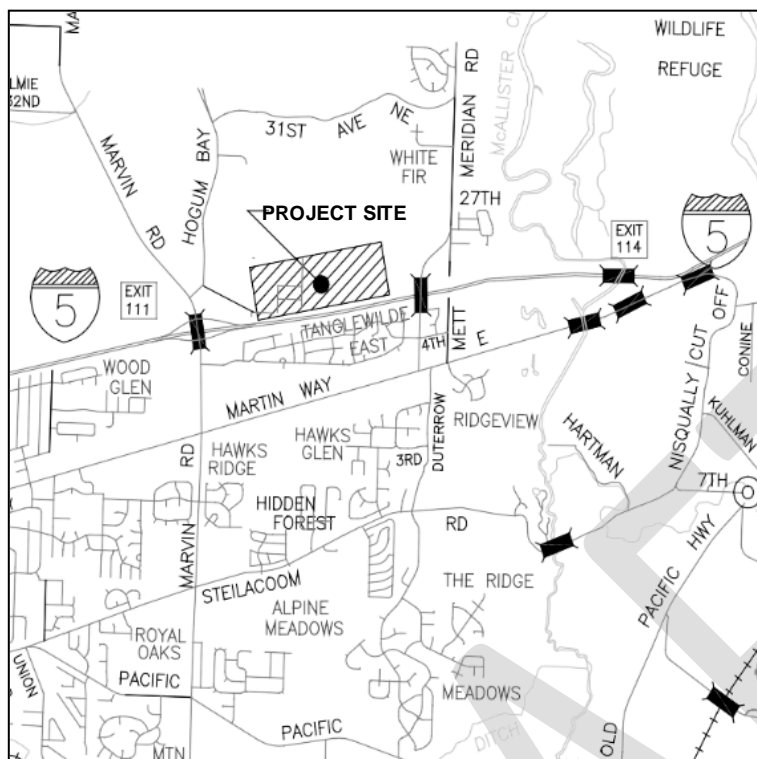 MA
WILDLIFE
REFUGE
LMIE
32ND
MARVIN RD
HOGUM BAY
31ST AVE NE
WHITE
FIR
MERIDIAN RD
McALLISTER
27TH
PROJECT SITE
EXIT
114
5
5
EXIT
111
TANGLEWILDE
EAST
4TH
METT
E
NISQUALLY CUT OFF
CONINE
WOOD
GLEN
MARTIN WAY
DUTERROW
RIDGEVIEW
KUHLMAN
HAWKS
RIDGE
HAWKS
GLEN
3RD
HARTMAN
7TH
MARVIN RD
HIDDEN
FOREST
STEILACOOM RD
PACIFIC HWY
OLD
THE RIDGE
ALPINE
MEADOWS
ROYAL
OAKS
UNION
PACIFIC
MEADOWS
PACIFIC
DITCH
MTN